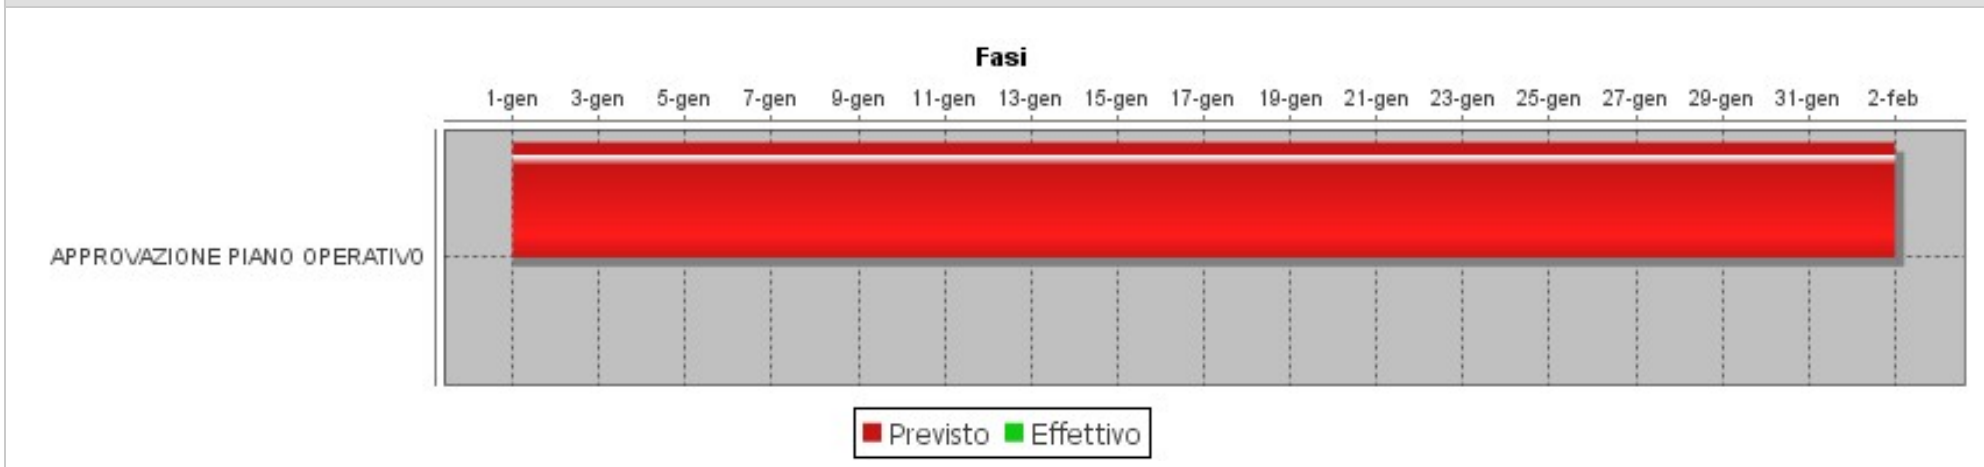 Fasi
1-gen 3-gen 5-gen 7-gen 9-gen 11-gen 13-gen 15-gen 17-gen 19-gen 21-gen 23-gen 25-gen 27-gen 29-gen 31-gen 2-feb
APPROVAZIONE PIANO OPERATIVO
Previsto Effettivo